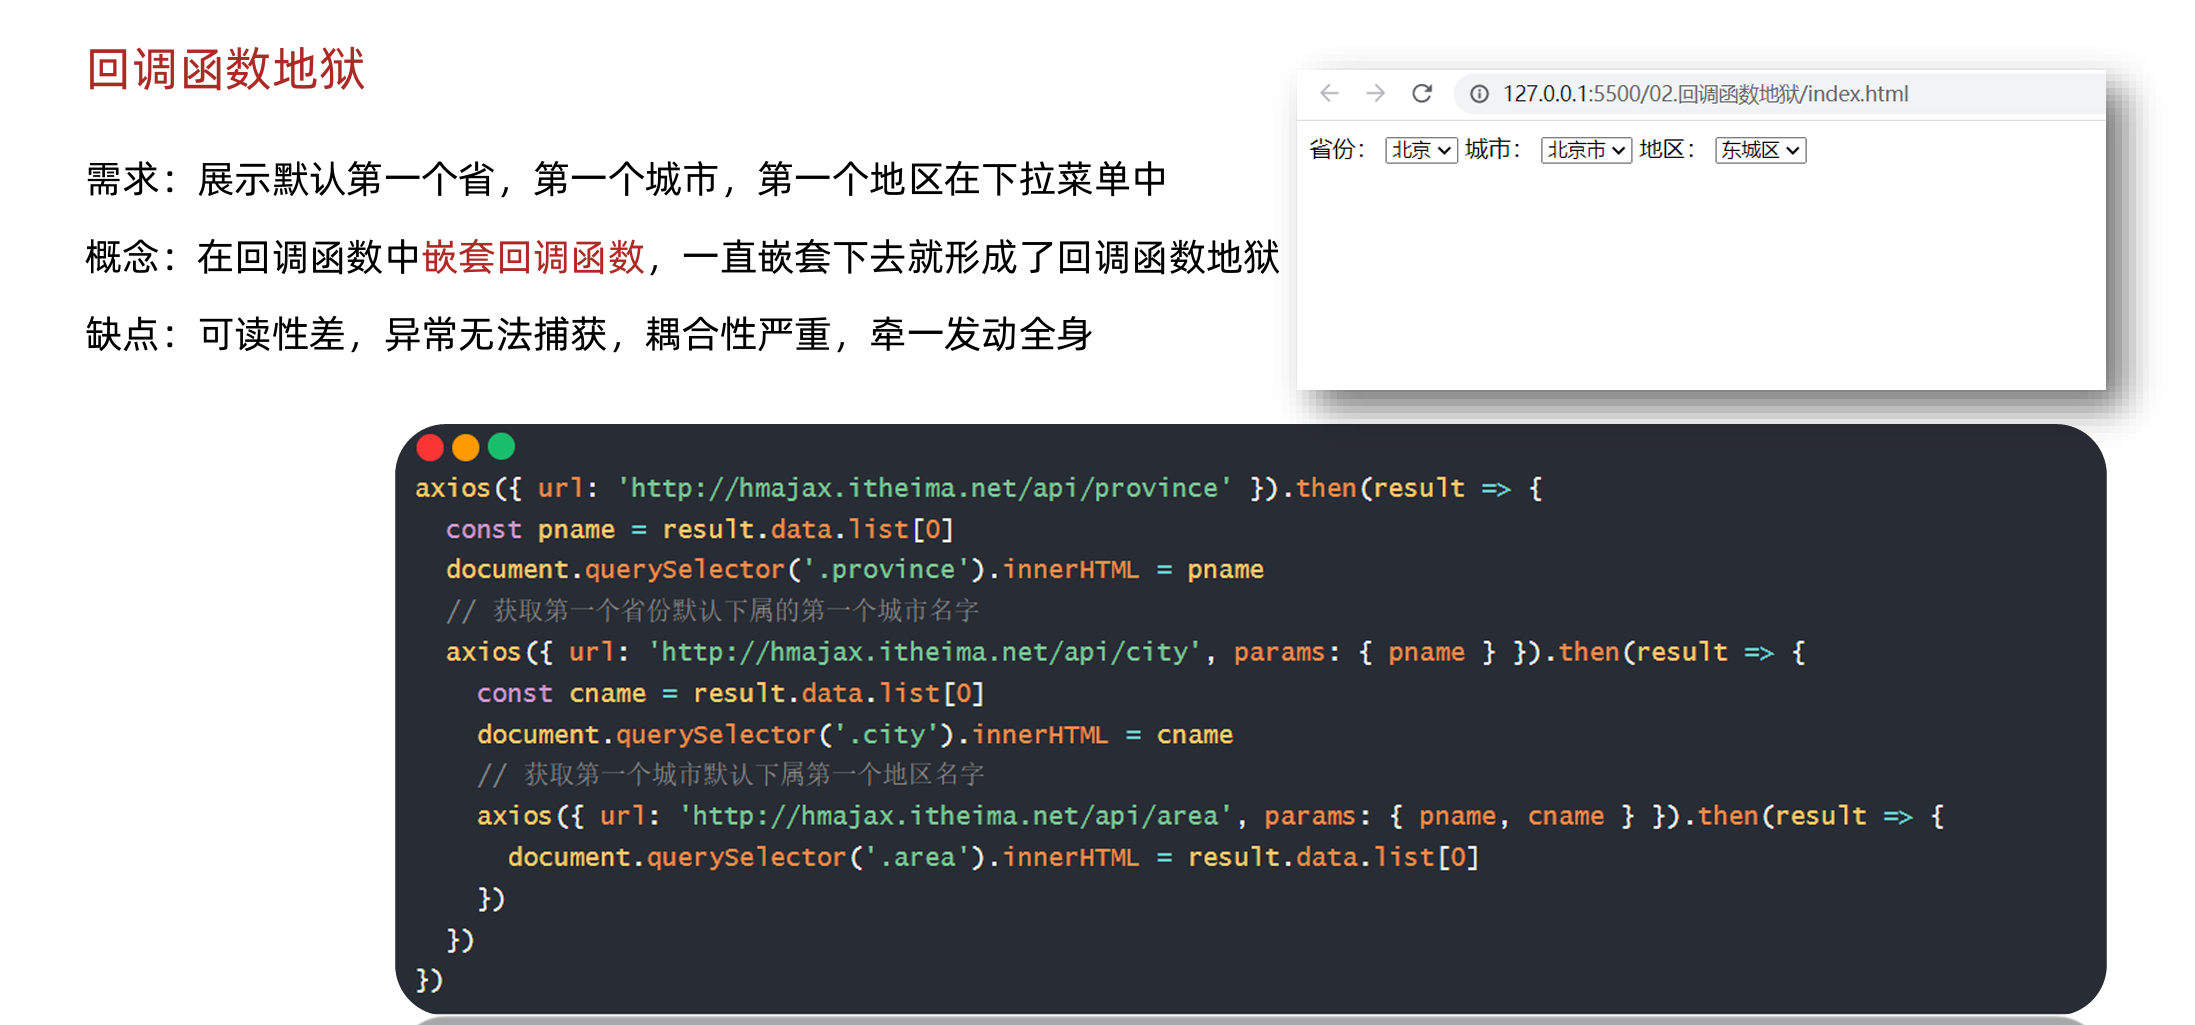 回调函数地狱
需求：展示默认第一个省，第一个城市，第一个地区在下拉菜单中
概念：在回调函数中嵌套回调函数，一直嵌套下去就形成了回调函数地狱
缺点：可读性差，异常无法捕获，耦合性严重，牵一发动全身
127.0.0.1:5500/02.回调函数地狱/index.html
省份： 北京 城市： 北京市 地区： 东城区
axios({ url: 'http://hmajax.itheima.net/api/province' }).then(result => {
  const pname = result.data.list[0]
  document.querySelector('.province').innerHTML = pname
  // 获取第一个省份默认下属的第一个城市名字
  axios({ url: 'http://hmajax.itheima.net/api/city', params: { pname } }).then(result => {
    const cname = result.data.list[0]
    document.querySelector('.city').innerHTML = cname
    // 获取第一个城市默认下属第一个地区名字
    axios({ url: 'http://hmajax.itheima.net/api/area', params: { pname, cname } }).then(result => {
      document.querySelector('.area').innerHTML = result.data.list[0]
    })
  })
})